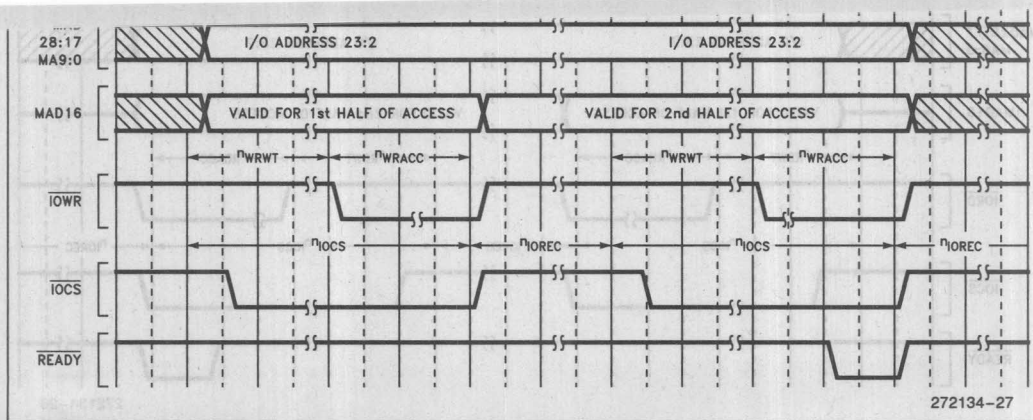 28:17
MA9:0
I/O ADDRESS 23:2
I/O ADDRESS 23:2
MAD16
VALID FOR 1st HALF OF ACCESS
VALID FOR 2nd HALF OF ACCESS
nWRWT
nWRACC
nWRWT
nWRACC
IOWR
nIOCS
nIOREC
nIOCS
nIOREC
IOCS
READY
272134–27